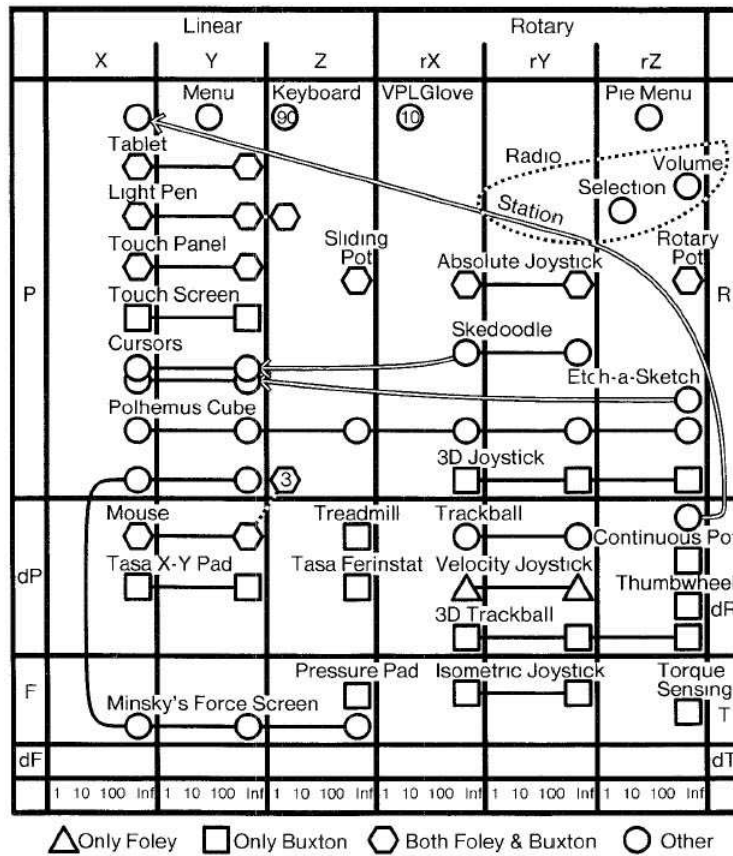 Linear Rotary
X Y Z rX rY rZ
Menu Keyboard VPLGlove Pie Menu
90 10
Tablet
Radio Volume
Light Pen Selection
Station
Touch Panel Sliding Pot Absolute Joystick Rotary Pot
P R
Touch Screen
Skedoodle
Cursors
Etch-a-Sketch
Polhemus Cube
3D Joystick
3
Mouse Treadmill Trackball
Continuous Pot
Tasa X-Y Pad Tasa Ferinstat Velocity Joystick
dP Thumbwheel
dR
3D Trackball
Pressure Pad Isometric Joystick Torque Sensing
F T
Minsky's Force Screen
dF dT
1 10 100 Inf 1 10 100 Inf 1 10 100 Inf 1 10 100 Inf 1 10 100 Inf 1 10 100 Inf
Only Foley Only Buxton Both Foley & Buxton Other